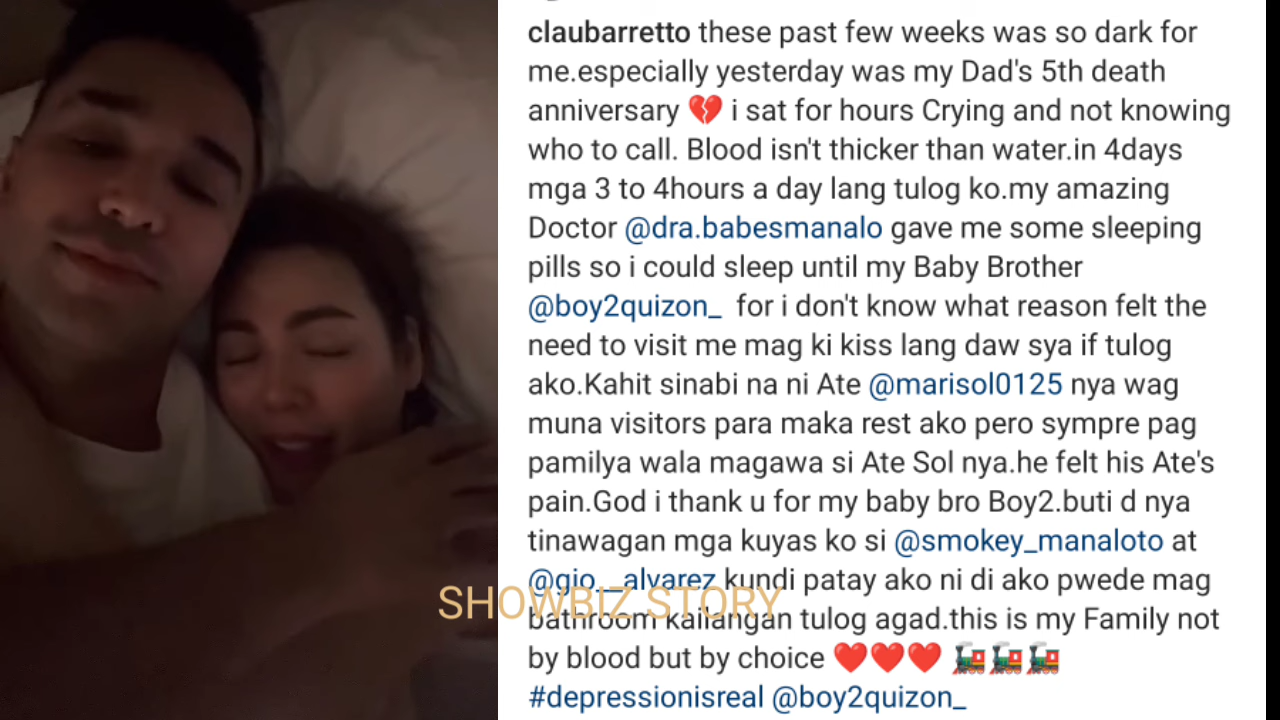 claubarretto these past few weeks was so dark for
me.especially yesterday was my Dad's 5th death
anniversary 💔 i sat for hours Crying and not knowing
who to call. Blood isn't thicker than water.in 4days
mga 3 to 4hours a day lang tulog ko.my amazing
Doctor @dra.babesmanalo gave me some sleeping
pills so i could sleep until my Baby Brother
@boy2quizon_ for i don't know what reason felt the
need to visit me mag ki kiss lang daw sya if tulog
ako.Kahit sinabi na ni Ate @marisol0125 nya wag
muna visitors para maka rest ako pero sympre pag
pamilya wala magawa si Ate Sol nya.he felt his Ate's
pain.God i thank u for my baby bro Boy2.buti d nya
tinawagan mga kuyas ko si @smokey_manaloto at
@gio__alvarez kundi patay ako ni di ako pwede mag
SHOWBIZ STORY
bathroom kailangan tulog agad.this is my Family not
by blood but by choice ❤️❤️❤️ 🚂🚂🚂
#depressionisreal @boy2quizon_